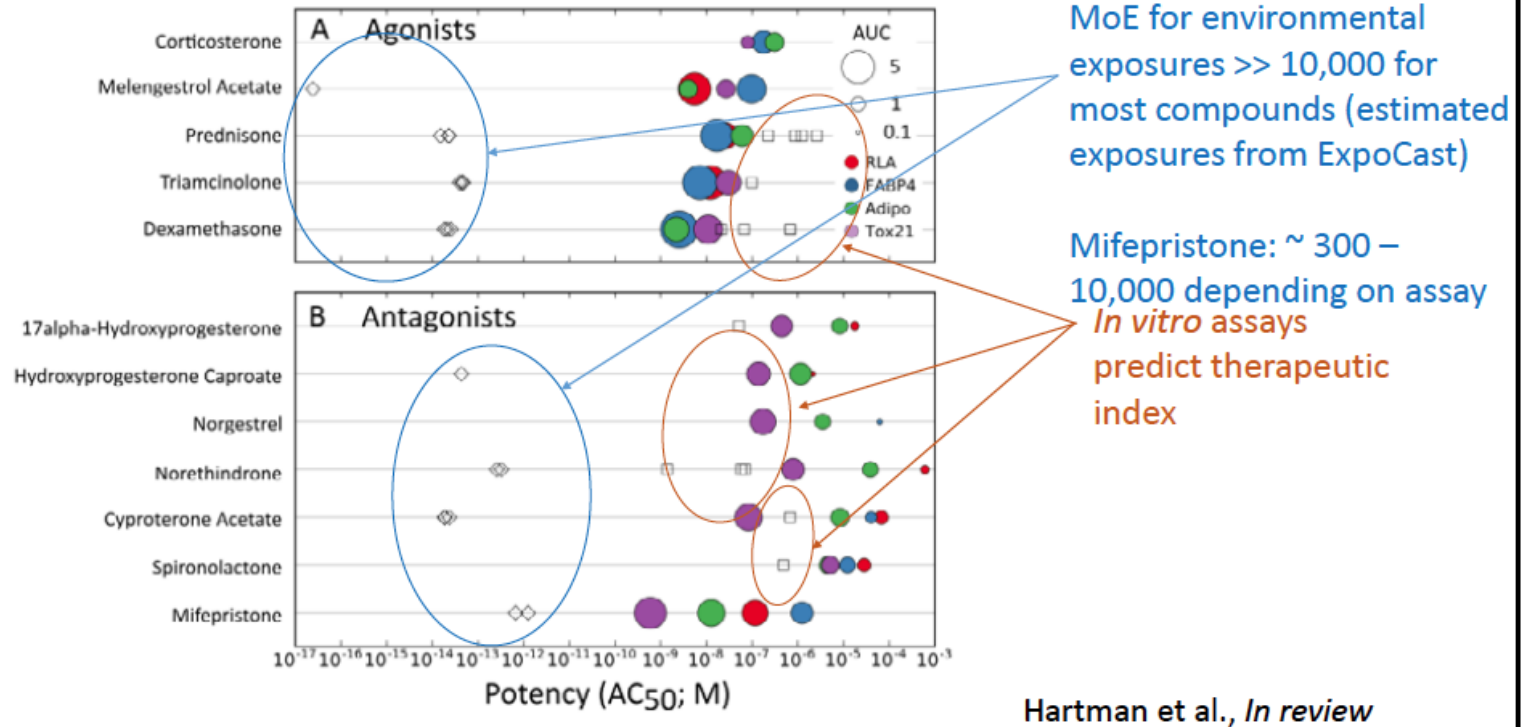 A Agonists
Corticosterone
Melengestrol Acetate
Prednisone
Triamcinolone
Dexamethasone
AUC
5
1
0.1
RLA
FABP4
Adipo
Tox21
B Antagonists
17alpha-Hydroxyprogesterone
Hydroxyprogesterone Caproate
Norgestrel
Norethindrone
Cyproterone Acetate
Spironolactone
Mifepristone
10-17 10-16 10-15 10-14 10-13 10-12 10-11 10-10 10-9 10-8 10-7 10-6 10-5 10-4 10-3
Potency (AC50; M)
MoE for environmental
exposures >> 10,000 for
most compounds (estimated
exposures from ExpoCast)
Mifepristone: ~ 300 –
10,000 depending on assay
In vitro assays
predict therapeutic
index
Hartman et al., In review